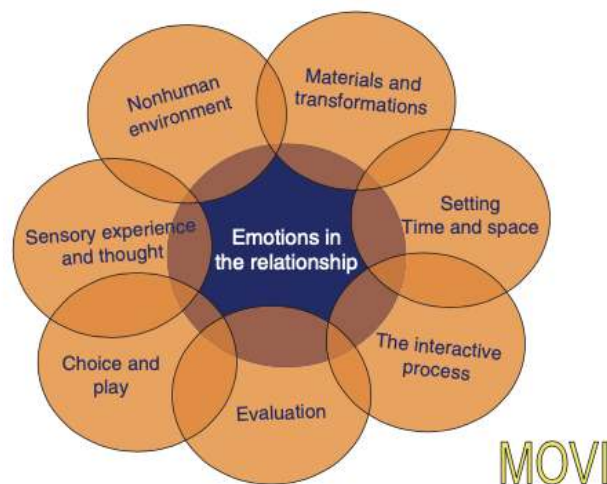 Nonhuman
environment
Materials and
transformations
Setting
Time and space
Sensory experience
and thought
Emotions in
the relationship
The interactive
process
Choice and
play
Evaluation
MOVI